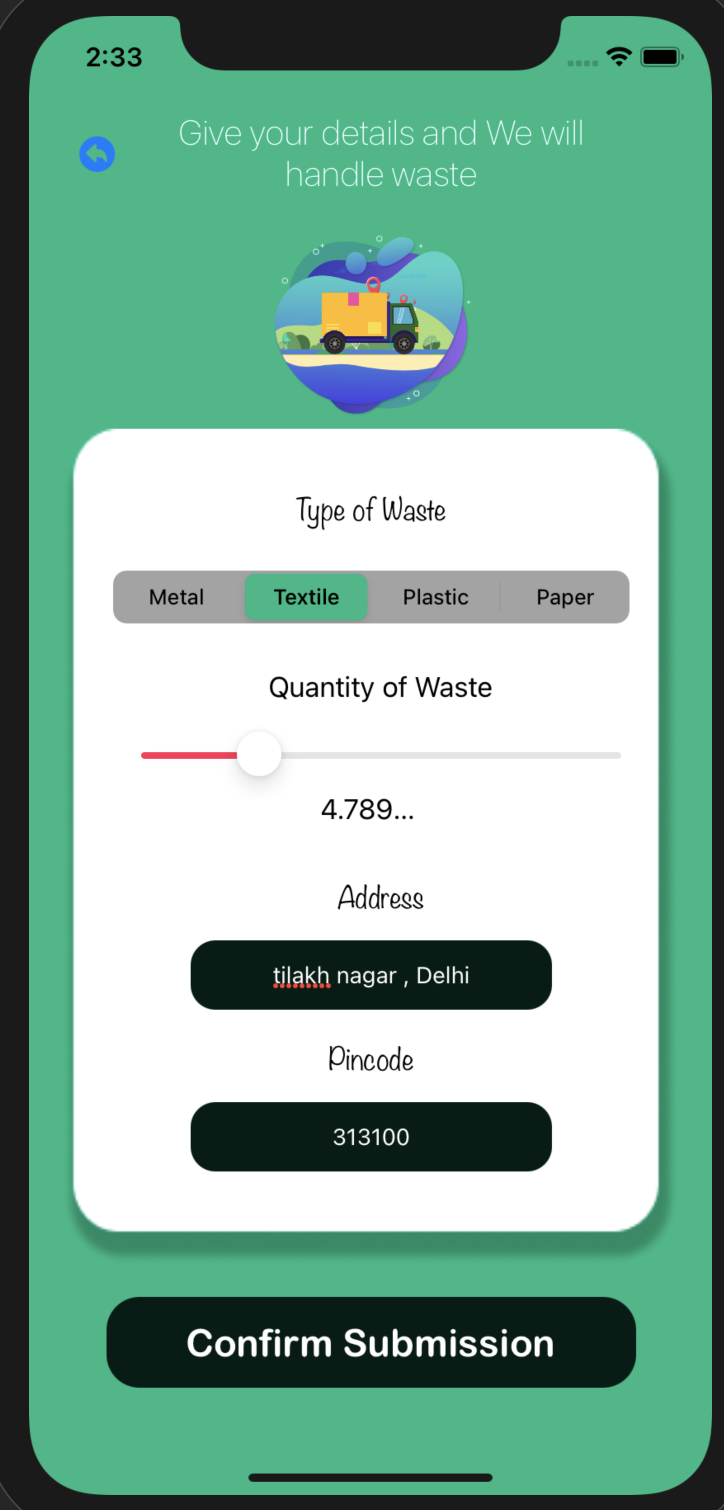 2:33
Give your details and We will
handle waste
Type of Waste
Metal Textile Plastic Paper
Quantity of Waste
4.789...
Address
tilakh nagar , Delhi
Pincode
313100
Confirm Submission